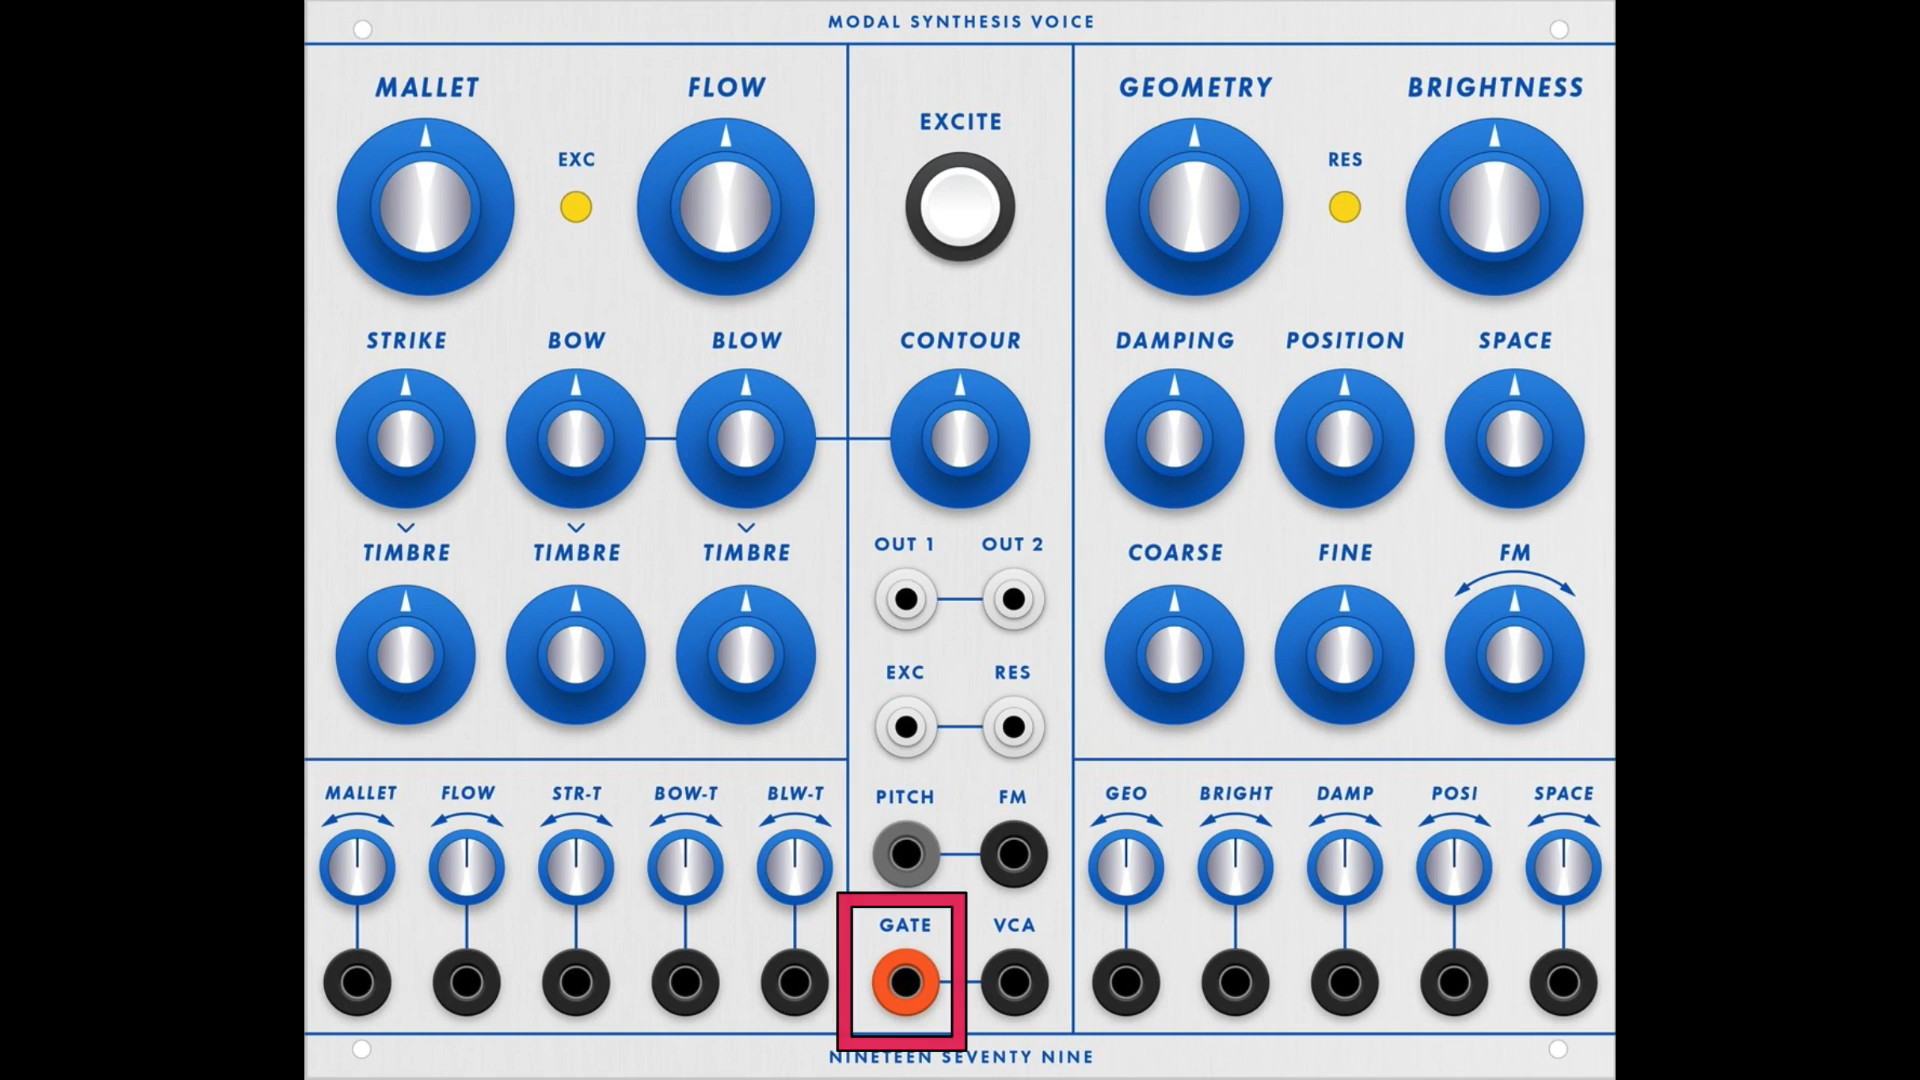 MODAL SYNTHESIS VOICE
MALLET
FLOW
EXC
STRIKE
BOW
BLOW
TIMBRE
TIMBRE
TIMBRE
MALLET
FLOW
STR-T
BOW-T
BLW-T
EXCITE
CONTOUR
OUT 1
OUT 2
EXC
RES
PITCH
FM
GATE
VCA
GEOMETRY
BRIGHTNESS
RES
DAMPING
POSITION
SPACE
COARSE
FINE
FM
GEO
BRIGHT
DAMP
POSI
SPACE
NINETEEN SEVENTY NINE